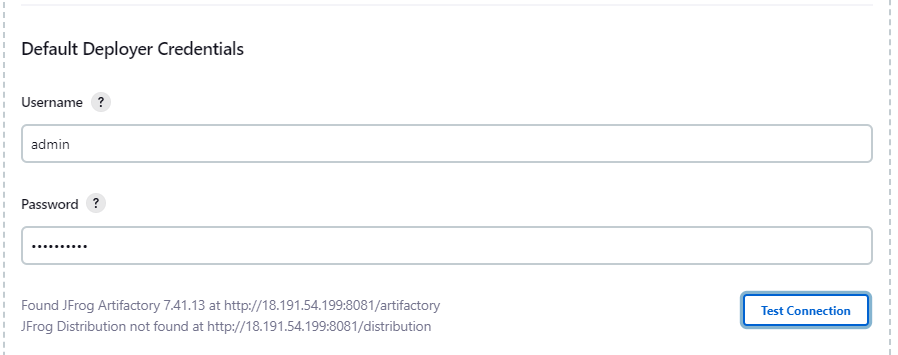 Default Deployer Credentials
Username ?
admin
Password ?
••••••••••
Found JFrog Artifactory 7.41.13 at http://18.191.54.199:8081/artifactory
JFrog Distribution not found at http://18.191.54.199:8081/distribution
Test Connection